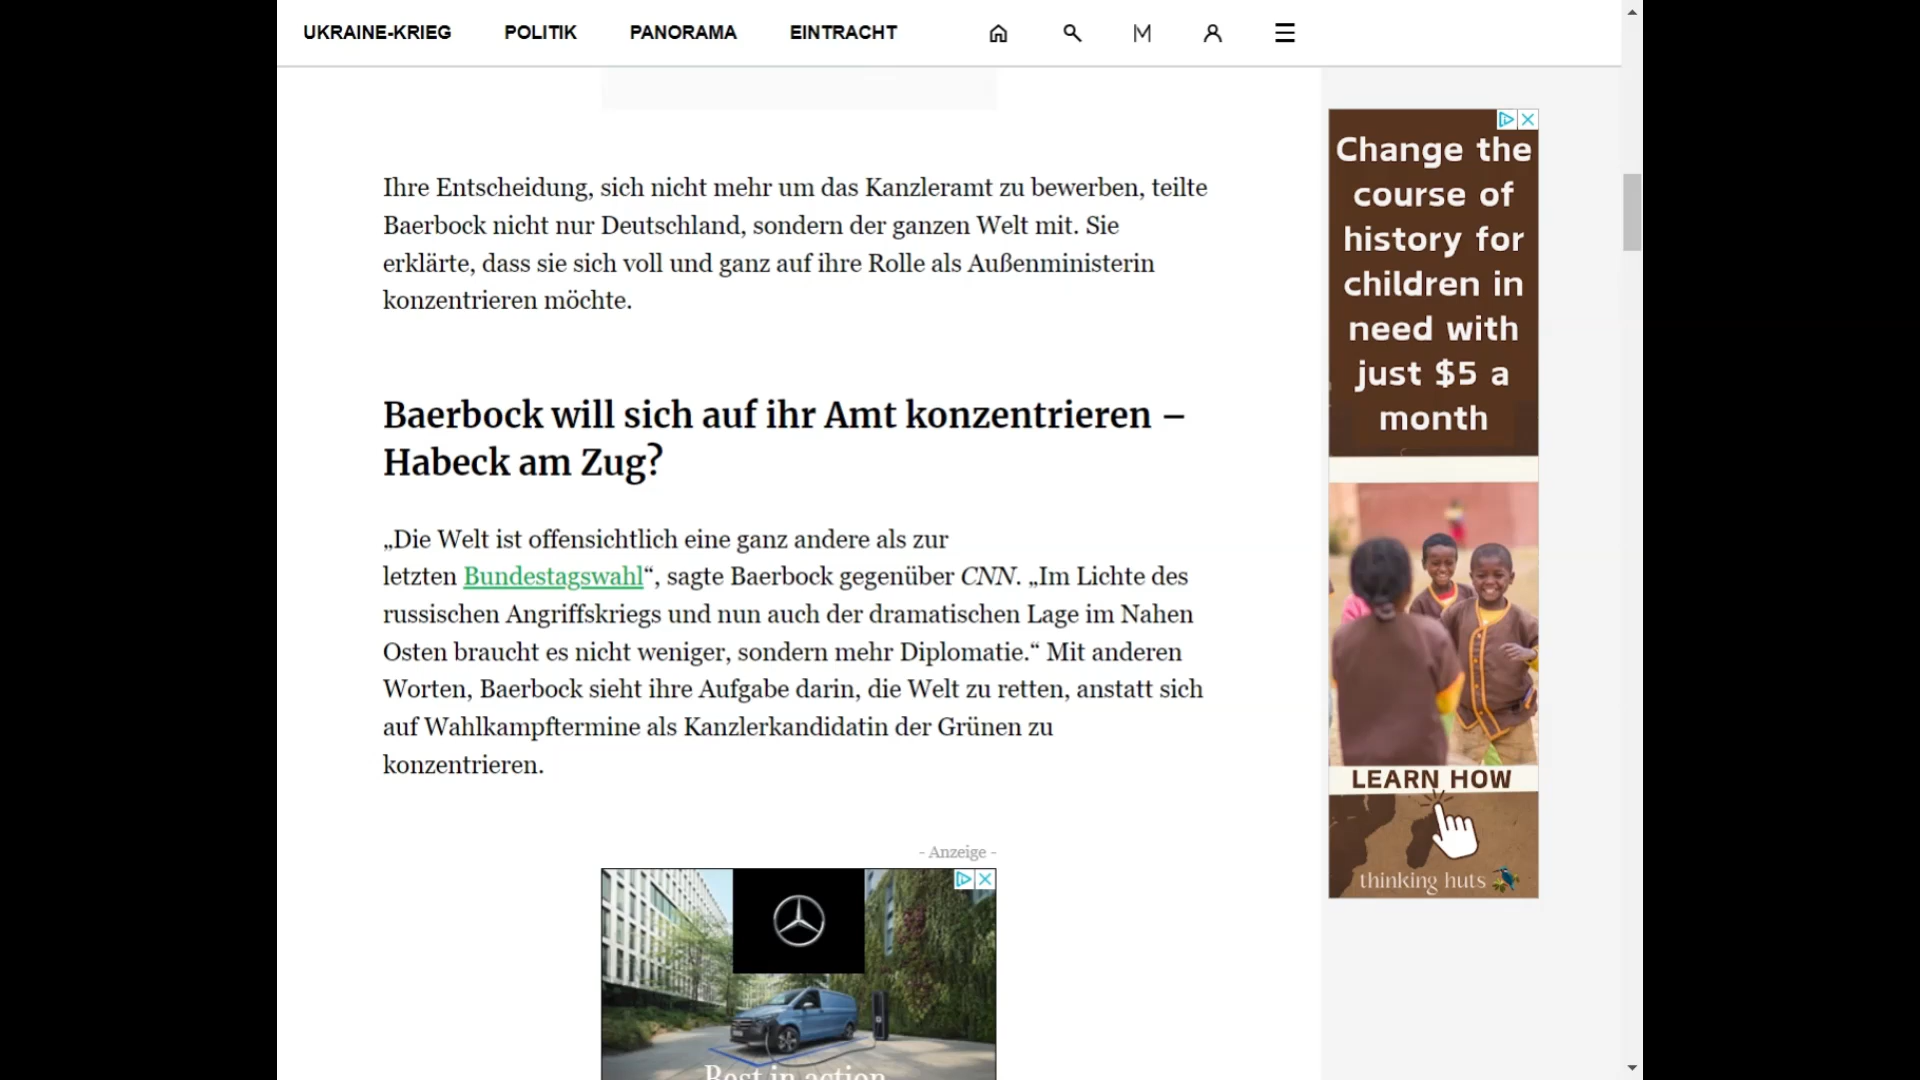 UKRAINE-KRIEG POLITIK PANORAMA EINTRACHT
Ihre Entscheidung, sich nicht mehr um das Kanzleramt zu bewerben, teilte
Baerbock nicht nur Deutschland, sondern der ganzen Welt mit. Sie
erklärte, dass sie sich voll und ganz auf ihre Rolle als Außenministerin
konzentrieren möchte.
Baerbock will sich auf ihr Amt konzentrieren –
Habeck am Zug?
„Die Welt ist offensichtlich eine ganz andere als zur
letzten Bundestagswahl“, sagte Baerbock gegenüber CNN. „Im Lichte des
russischen Angriffskriegs und nun auch der dramatischen Lage im Nahen
Osten braucht es nicht weniger, sondern mehr Diplomatie.“ Mit anderen
Worten, Baerbock sieht ihre Aufgabe darin, die Welt zu retten, anstatt sich
auf Wahlkampftermine als Kanzlerkandidatin der Grünen zu
konzentrieren.
- Anzeige -
Best in action
Change the
course of
history for
children in
need with
just $5 a
month
LEARN HOW
thinking huts